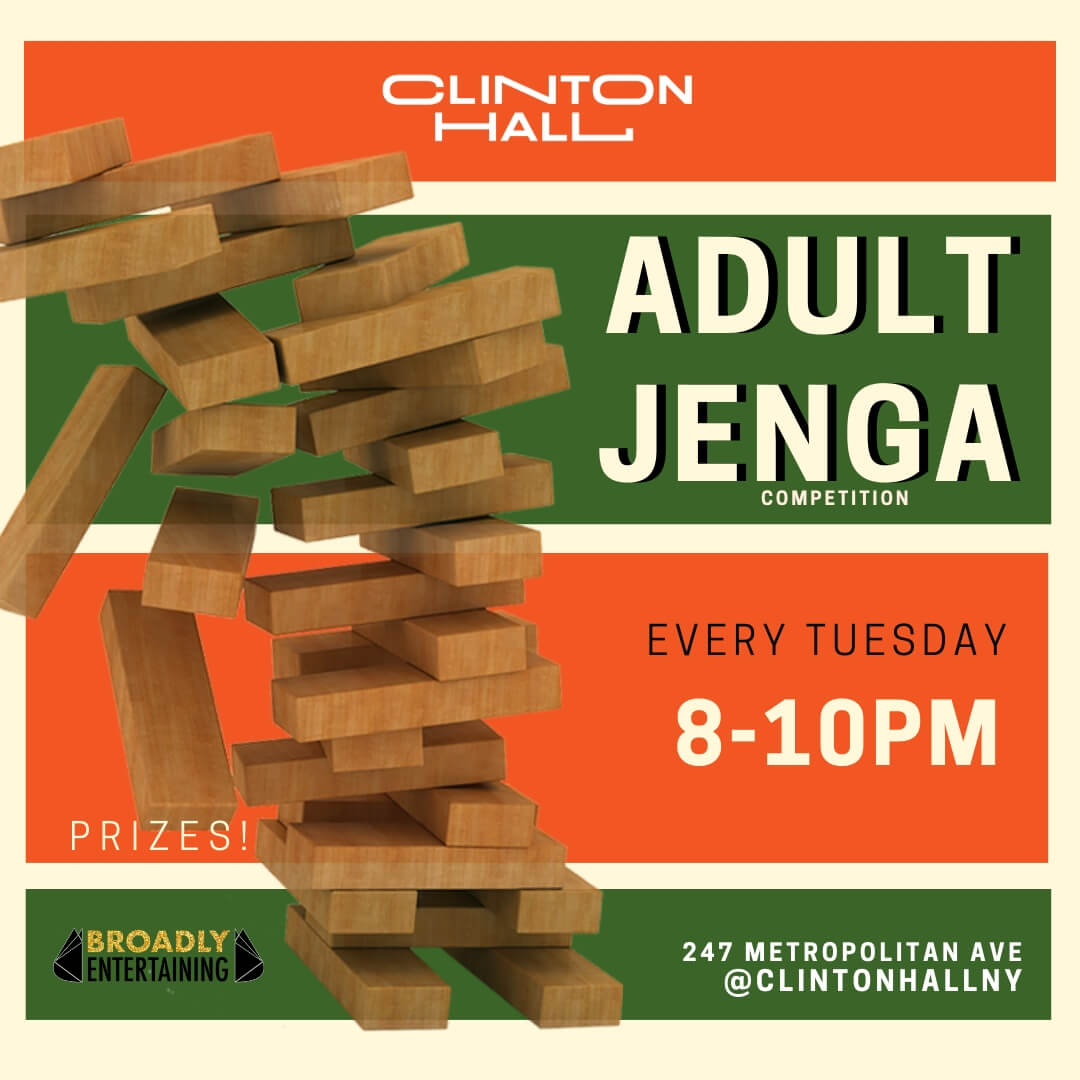 CLINTON
HALL
ADULT
JENGA
COMPETITION
EVERY TUESDAY
8-10PM
PRIZES!
BROADLY
ENTERTAINING
247 METROPOLITAN AVE
@CLINTONHALLNY